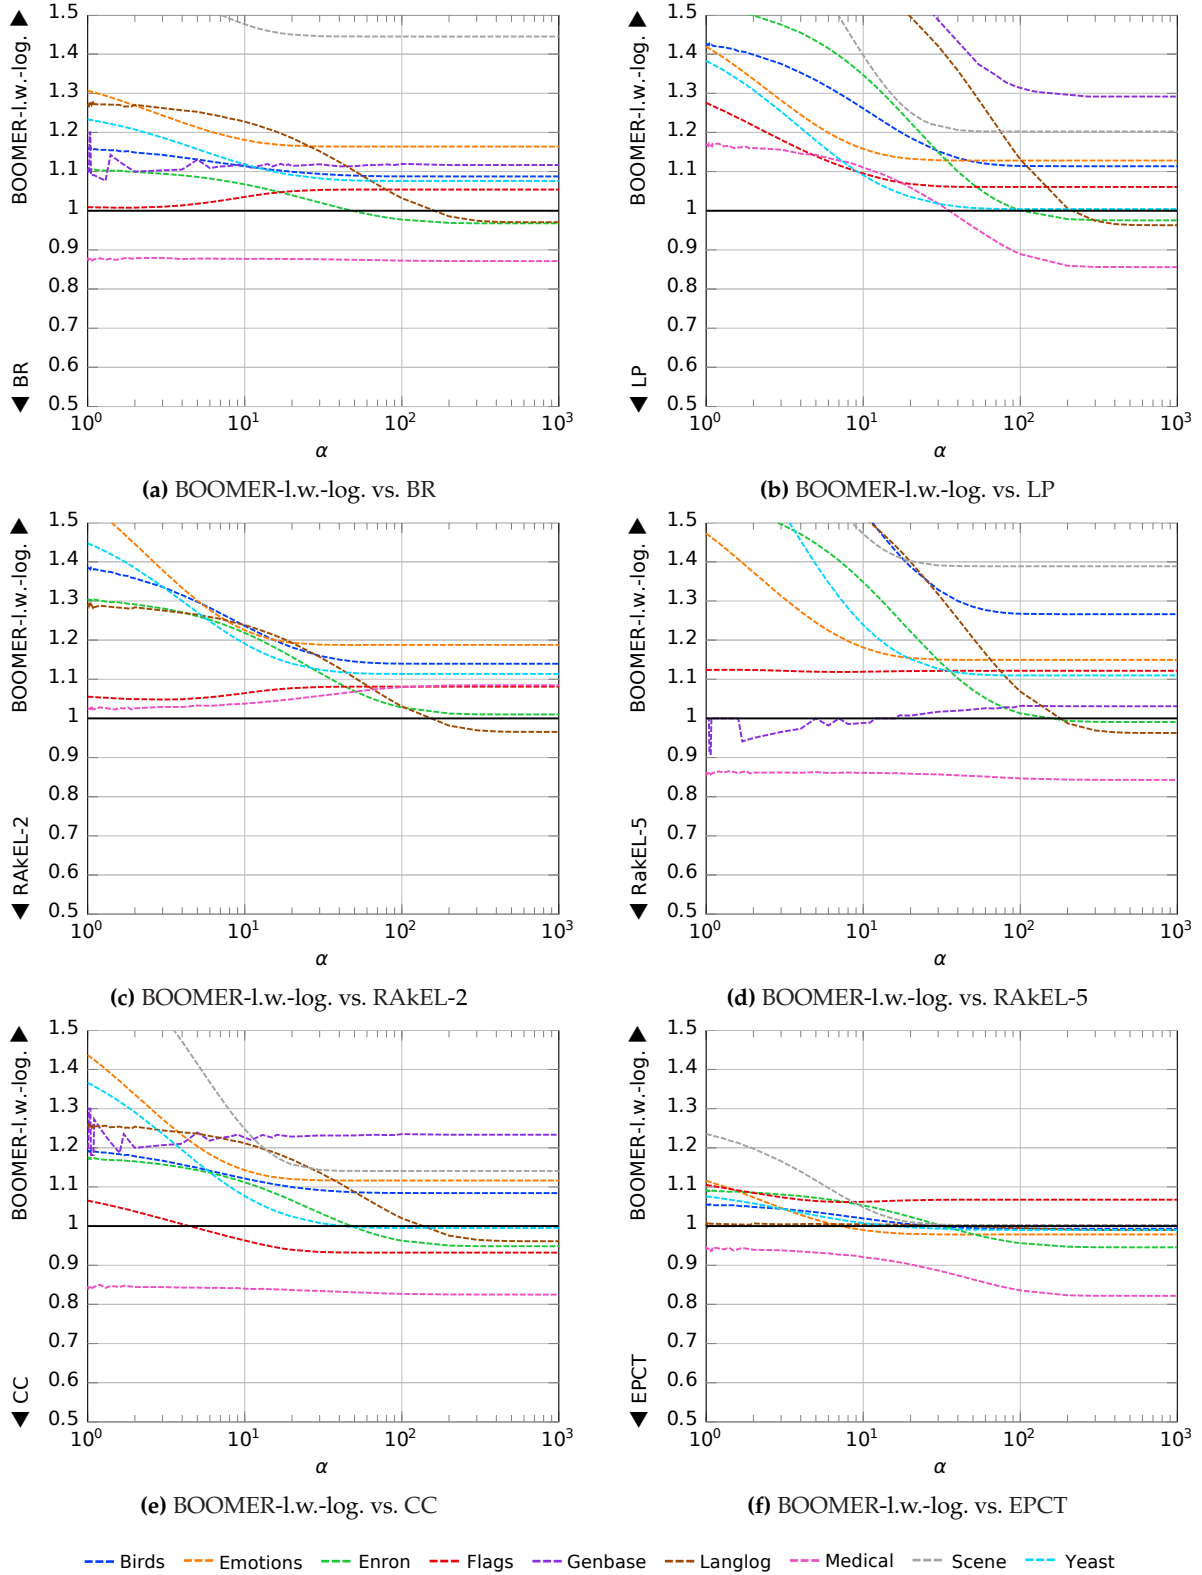 BOOMER-l.w.-log. ▲
◀ BR
1.5
1.4
1.3
1.2
1.1
1
0.9
0.8
0.7
0.6
0.5
10^0 10^1 10^2 10^3
α
(a) BOOMER-l.w.-log. vs. BR
BOOMER-l.w.-log. ▲
◀ LP
1.5
1.4
1.3
1.2
1.1
1
0.9
0.8
0.7
0.6
0.5
10^0 10^1 10^2 10^3
α
(b) BOOMER-l.w.-log. vs. LP
BOOMER-l.w.-log. ▲
◀ RAkEL-2
1.5
1.4
1.3
1.2
1.1
1
0.9
0.8
0.7
0.6
0.5
10^0 10^1 10^2 10^3
α
(c) BOOMER-l.w.-log. vs. RAkEL-2
BOOMER-l.w.-log. ▲
◀ RakEL-5
1.5
1.4
1.3
1.2
1.1
1
0.9
0.8
0.7
0.6
0.5
10^0 10^1 10^2 10^3
α
(d) BOOMER-l.w.-log. vs. RAkEL-5
BOOMER-l.w.-log. ▲
◀ CC
1.5
1.4
1.3
1.2
1.1
1
0.9
0.8
0.7
0.6
0.5
10^0 10^1 10^2 10^3
α
(e) BOOMER-l.w.-log. vs. CC
BOOMER-l.w.-log. ▲
◀ EPCT
1.5
1.4
1.3
1.2
1.1
1
0.9
0.8
0.7
0.6
0.5
10^0 10^1 10^2 10^3
α
(f) BOOMER-l.w.-log. vs. EPCT
Birds Emotions Enron Flags Genbase Langlog Medical Scene Yeast